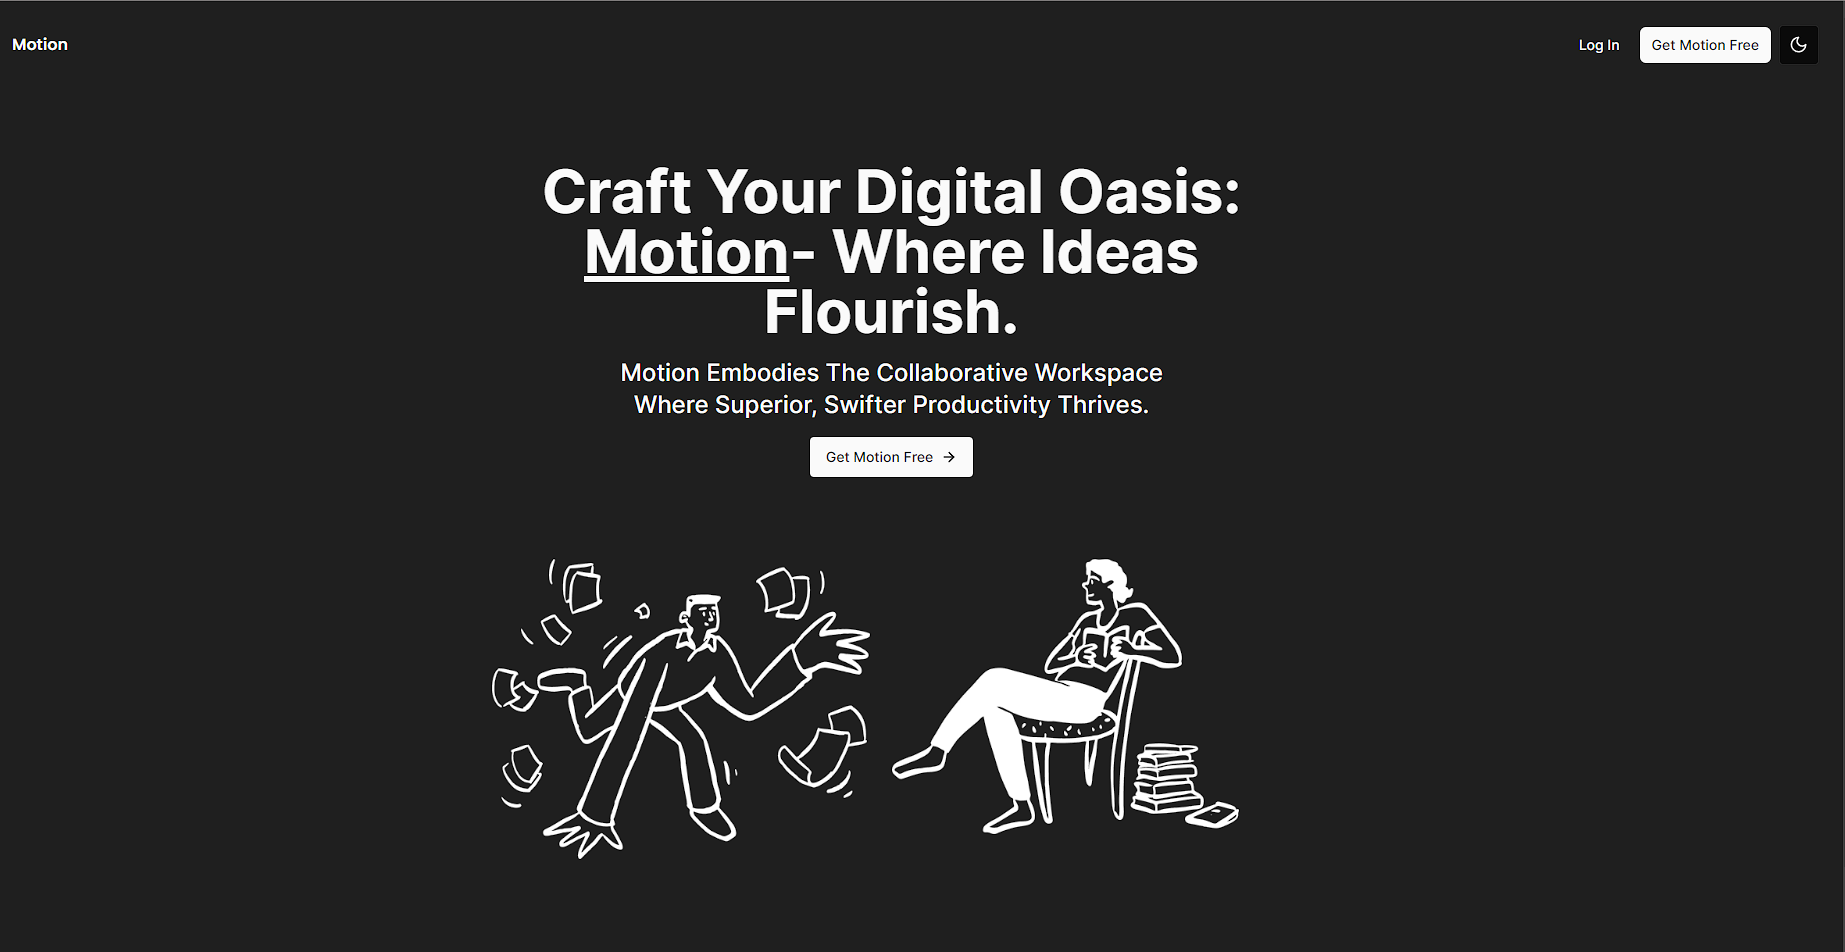 Motion
Log In
Get Motion Free
Craft Your Digital Oasis:
Motion- Where Ideas
Flourish.
Motion Embodies The Collaborative Workspace
Where Superior, Swifter Productivity Thrives.
Get Motion Free →